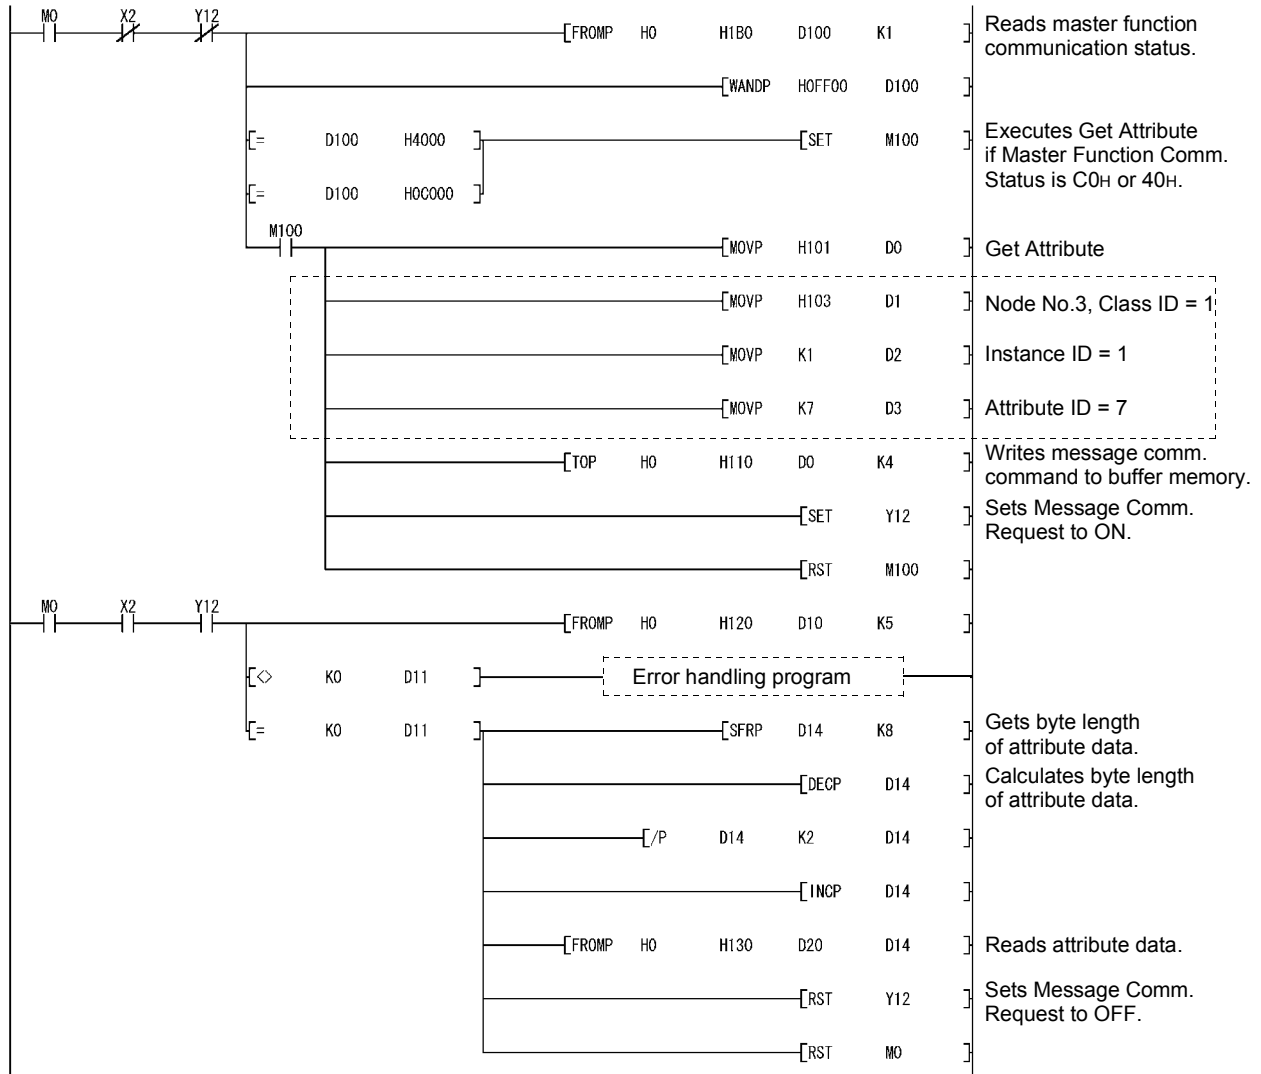 M0 X2 Y12
FROMP H0 H1B0 D100 K1
Reads master function
communication status.
WANDP H0FF00 D100
= D100 H4000
SET M100
Executes Get Attribute
if Master Function Comm.
Status is C0H or 40H.
= D100 H0C000
M100
MOVP H101 D0
Get Attribute
MOVP H103 D1
Node No.3, Class ID = 1
MOVP K1 D2
Instance ID = 1
MOVP K7 D3
Attribute ID = 7
TOP H0 H110 D0 K4
Writes message comm.
command to buffer memory.
SET Y12
Sets Message Comm.
Request to ON.
RST M100
M0 X2 Y12
FROMP H0 H120 D10 K5
<> K0 D11
Error handling program
= K0 D11
SFRP D14 K8
Gets byte length
of attribute data.
DECP D14
Calculates byte length
of attribute data.
/P D14 K2 D14
INCP D14
FROMP H0 H130 D20 D14
Reads attribute data.
RST Y12
Sets Message Comm.
Request to OFF.
RST M0